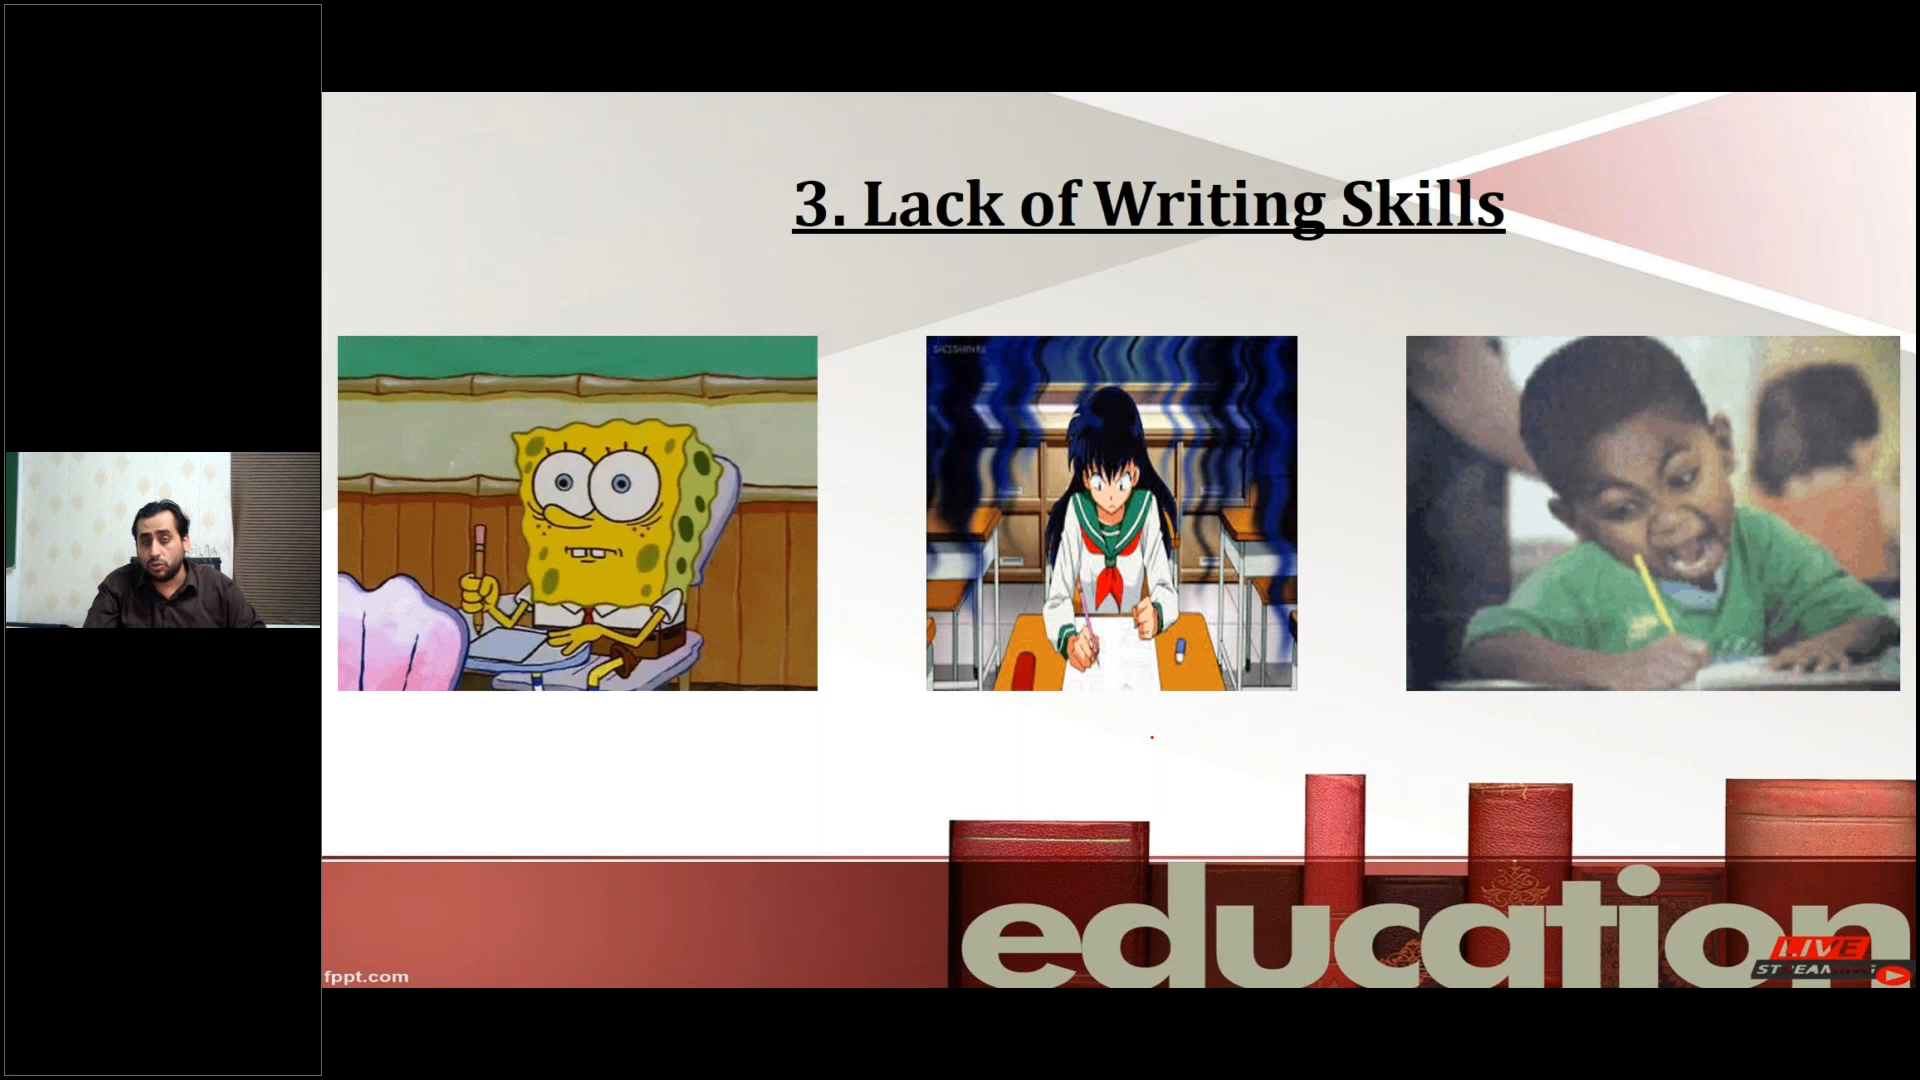 3. Lack of Writing Skills
education
LIVE
STREAMING
fppt.com